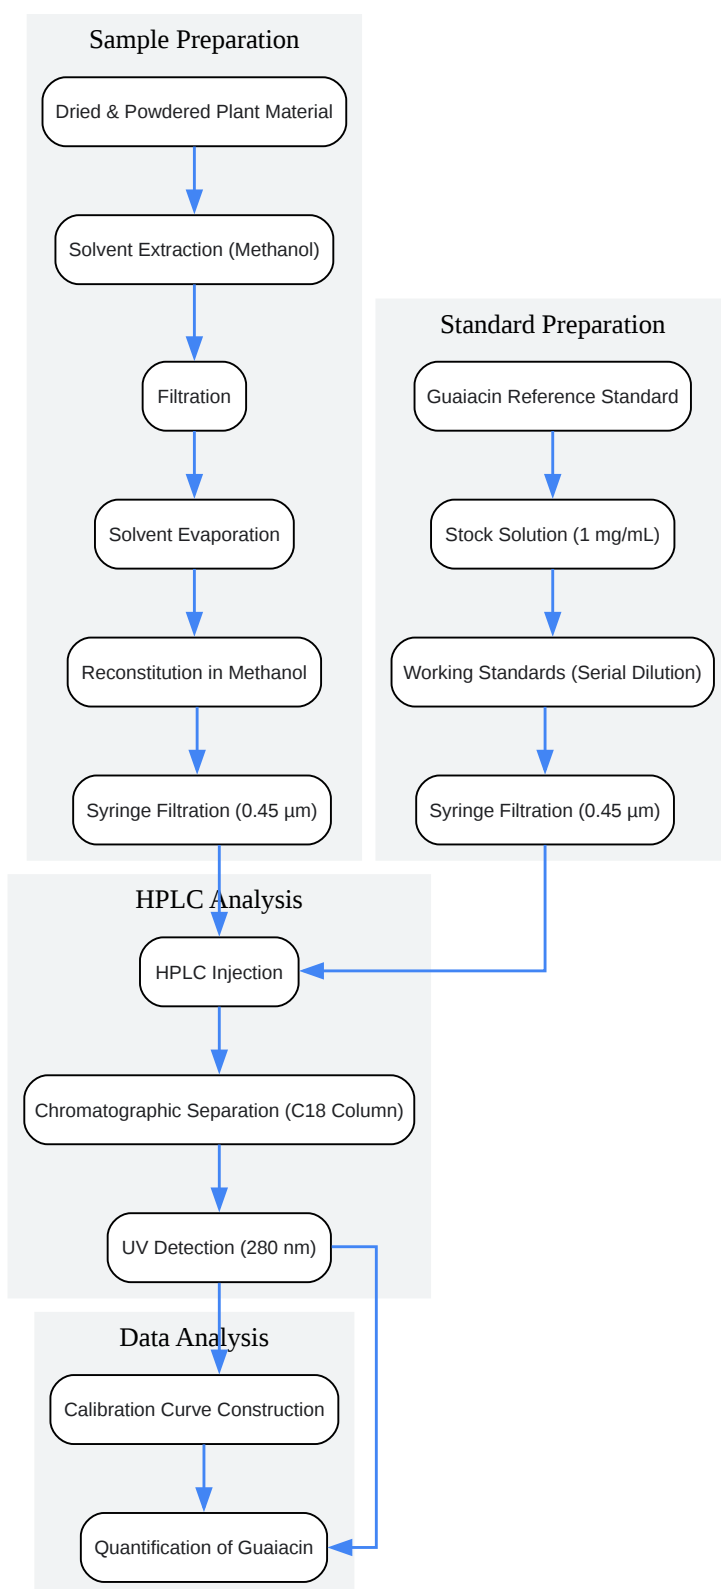 Sample Preparation
Dried & Powdered Plant Material
Solvent Extraction (Methanol)
Filtration
Solvent Evaporation
Reconstitution in Methanol
Syringe Filtration (0.45 µm)
Standard Preparation
Guaiacin Reference Standard
Stock Solution (1 mg/mL)
Working Standards (Serial Dilution)
Syringe Filtration (0.45 µm)
HPLC Analysis
HPLC Injection
Chromatographic Separation (C18 Column)
UV Detection (280 nm)
Data Analysis
Calibration Curve Construction
Quantification of Guaiacin